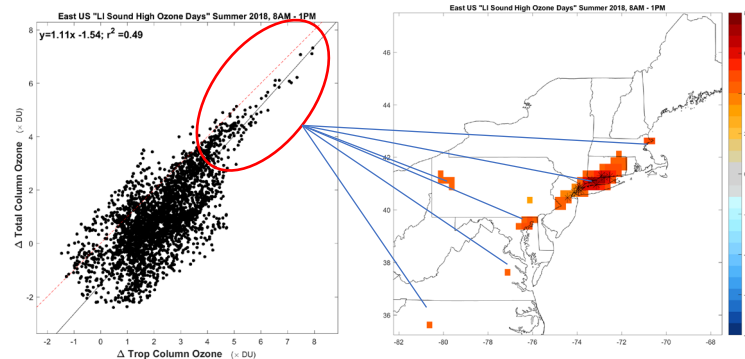 East US "LI Sound High Ozone Days" Summer 2018, 8AM - 1PM
y=1.11x -1.54; r² =0.49
8
6
4
2
0
-2
Δ Total Column Ozone (× DU)
-2 -1 0 1 2 3 4 5 6 7 8
Δ Trop Column Ozone (× DU)
East US "LI Sound High Ozone Days" Summer 2018, 8AM - 1PM
46
44
42
40
38
36
-82 -80 -78 -76 -74 -72 -70 -68